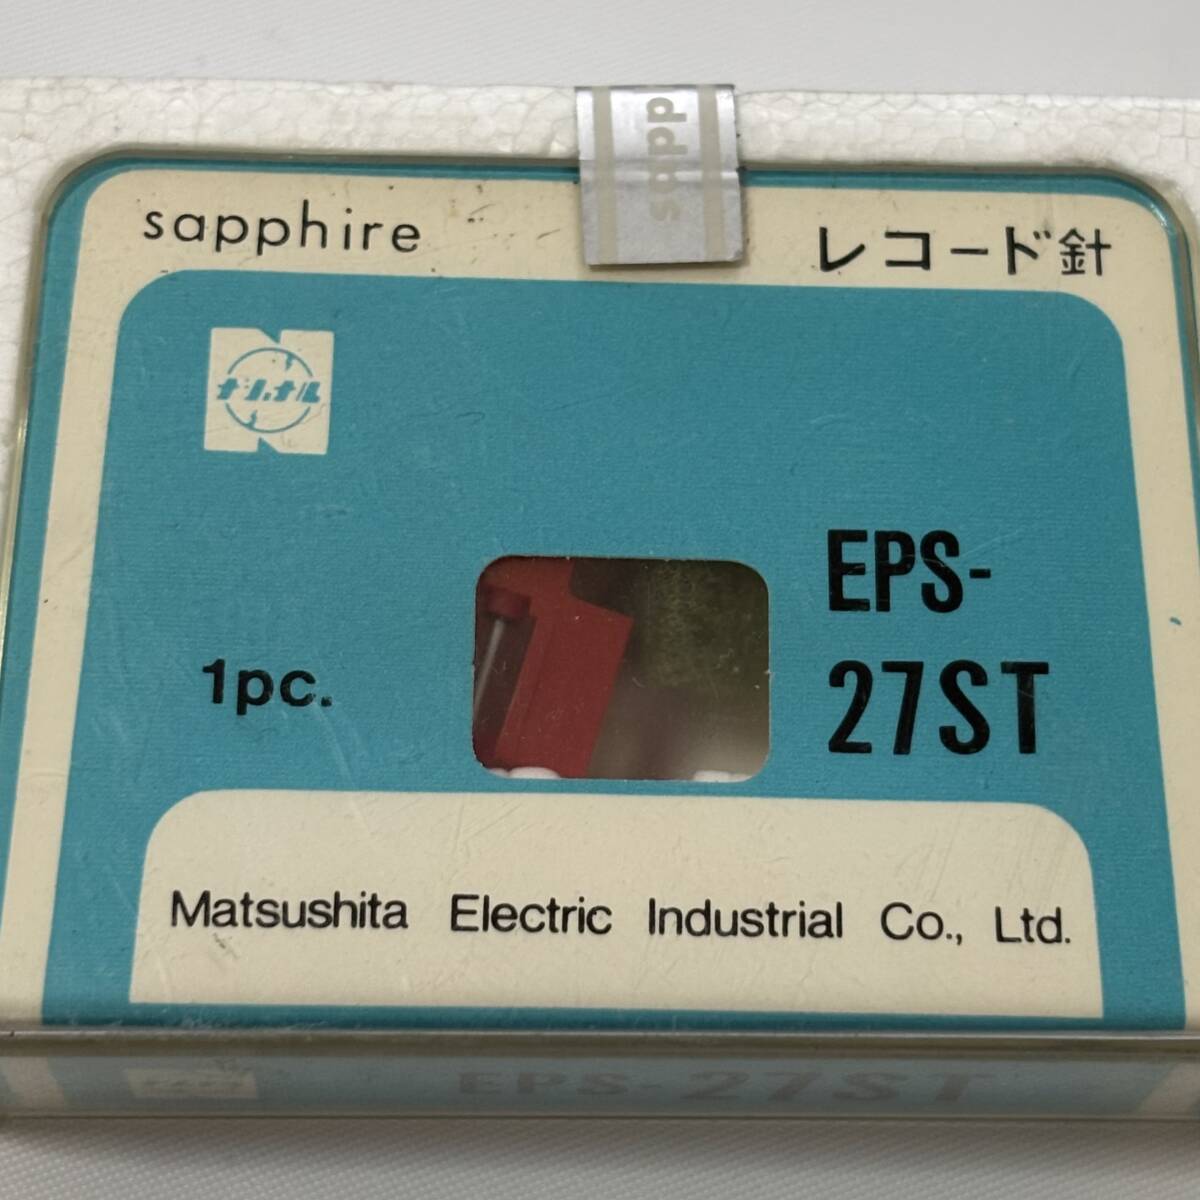 sapp
sapphire
レコード針
ナショナル
EPS-
27ST
1pc.
Matsushita Electric Industrial Co., Ltd.
EPS-27ST